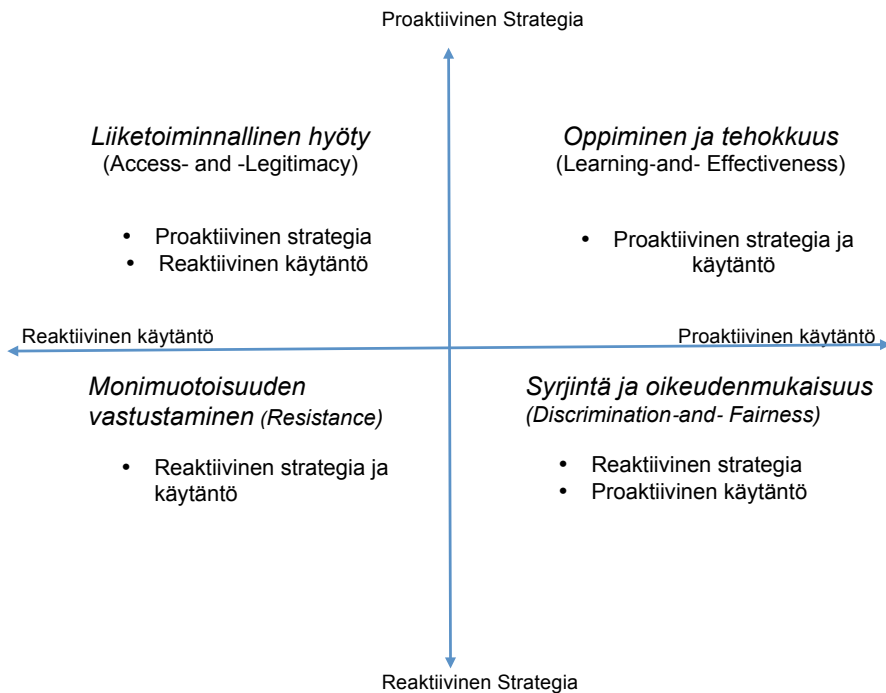 Proaktiivinen Strategia
Liiketoiminnallinen hyöty
(Access- and -Legitimacy)
• Proaktiivinen strategia
• Reaktiivinen käytäntö
Oppiminen ja tehokkuus
(Learning-and- Effectiveness)
• Proaktiivinen strategia ja
käytäntö
Reaktiivinen käytäntö
Proaktiivinen käytäntö
Monimuotoisuuden
vastustaminen (Resistance)
• Reaktiivinen strategia ja
käytäntö
Syrjintä ja oikeudenmukaisuus
(Discrimination-and- Fairness)
• Reaktiivinen strategia
• Proaktiivinen käytäntö
Reaktiivinen Strategia